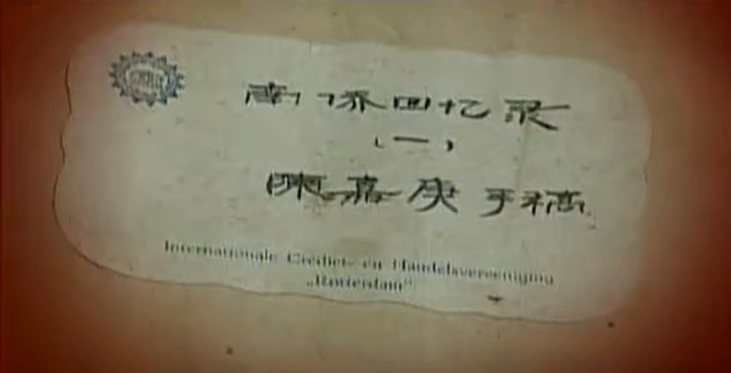 南侨回忆录
(一)
陳嘉庚手稿
Internationale Crediet- en Handelsvereeniging
„Rotterdam"